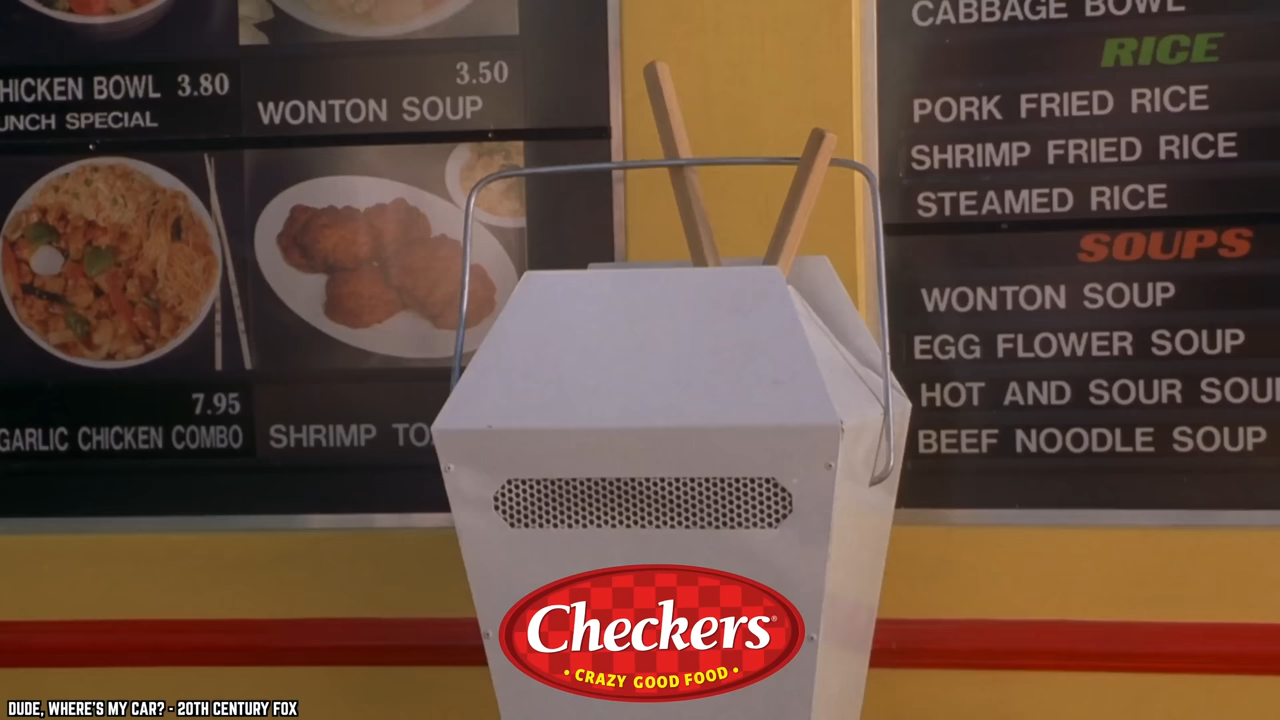 HICKEN BOWL 3.80
UNCH SPECIAL
3.50
WONTON SOUP
7.95
GARLIC CHICKEN COMBO
SHRIMP TO
CABBAGE BOWL
RICE
PORK FRIED RICE
SHRIMP FRIED RICE
STEAMED RICE
SOUPS
WONTON SOUP
EGG FLOWER SOUP
HOT AND SOUR SOU
BEEF NOODLE SOUP
Checkers®
• CRAZY GOOD FOOD •
DUDE, WHERE'S MY CAR? - 20TH CENTURY FOX